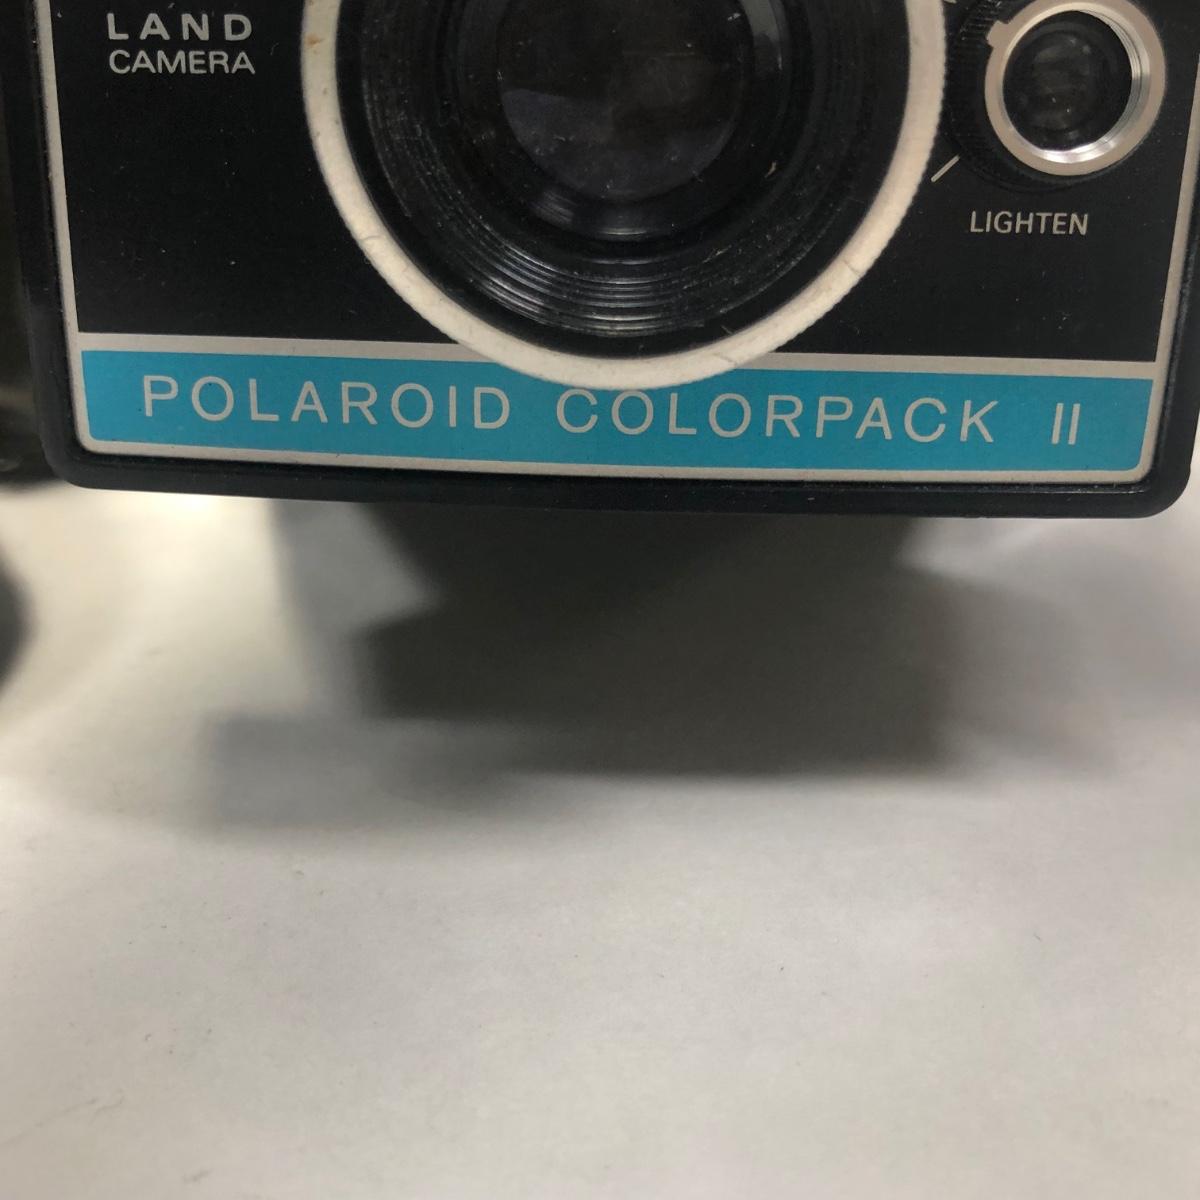 LAND
CAMERA
LIGHTEN
POLAROID COLORPACK II